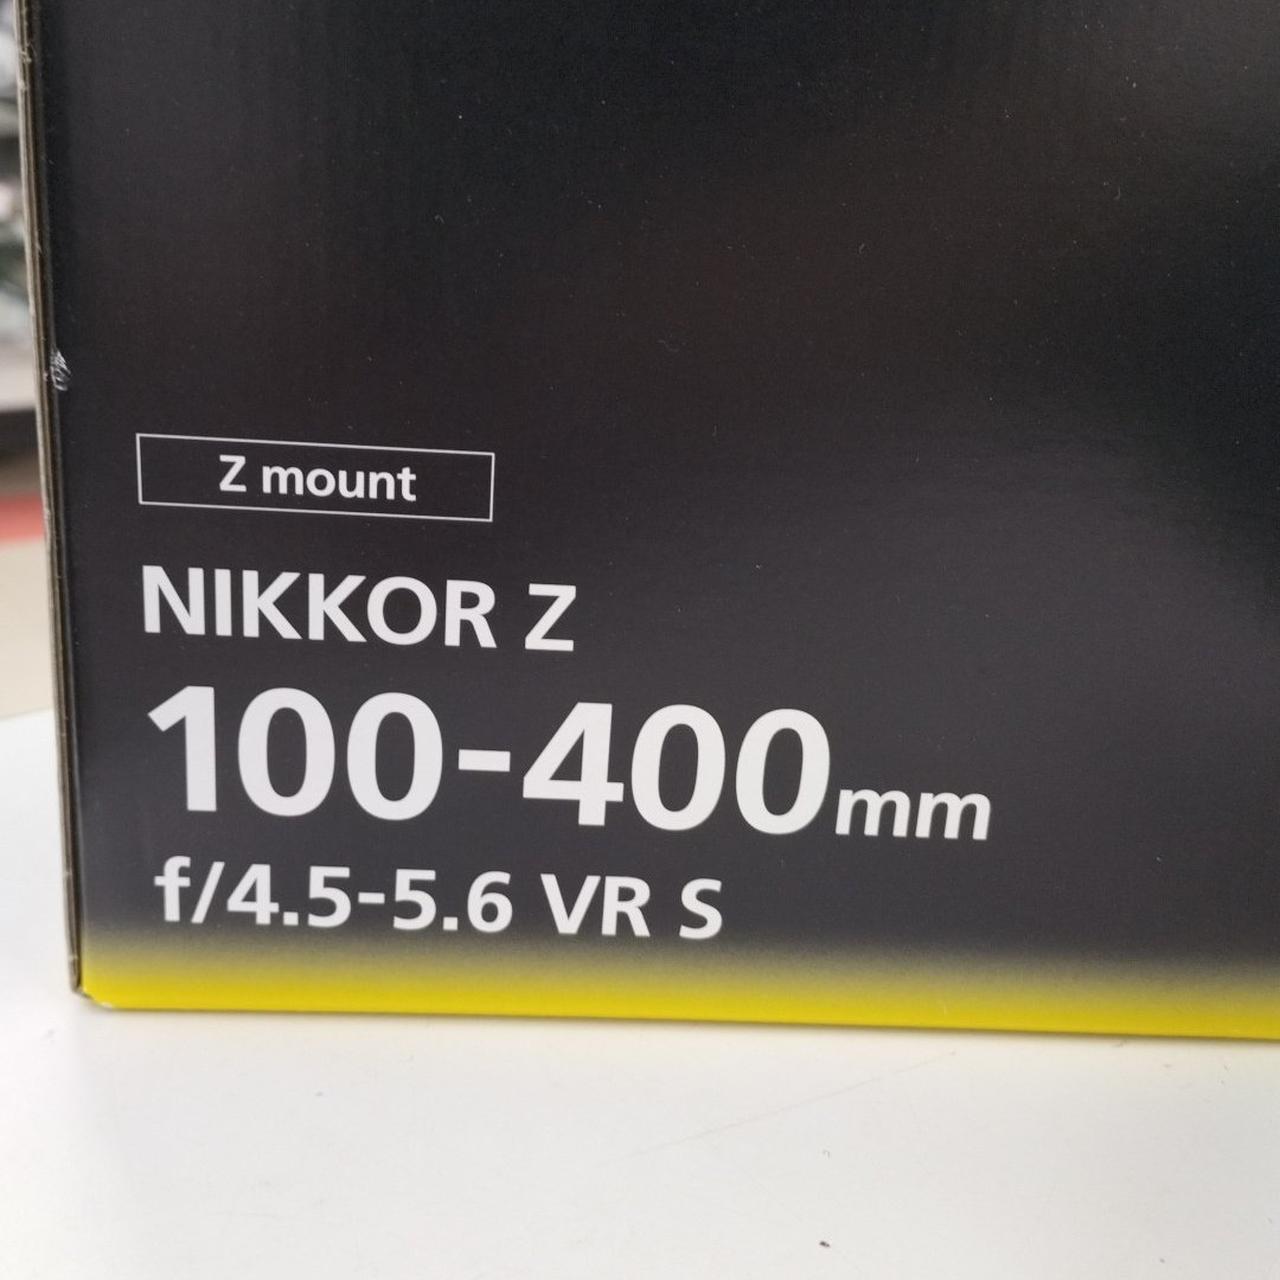 Z mount
NIKKOR Z
100-400mm
f/4.5-5.6 VR S